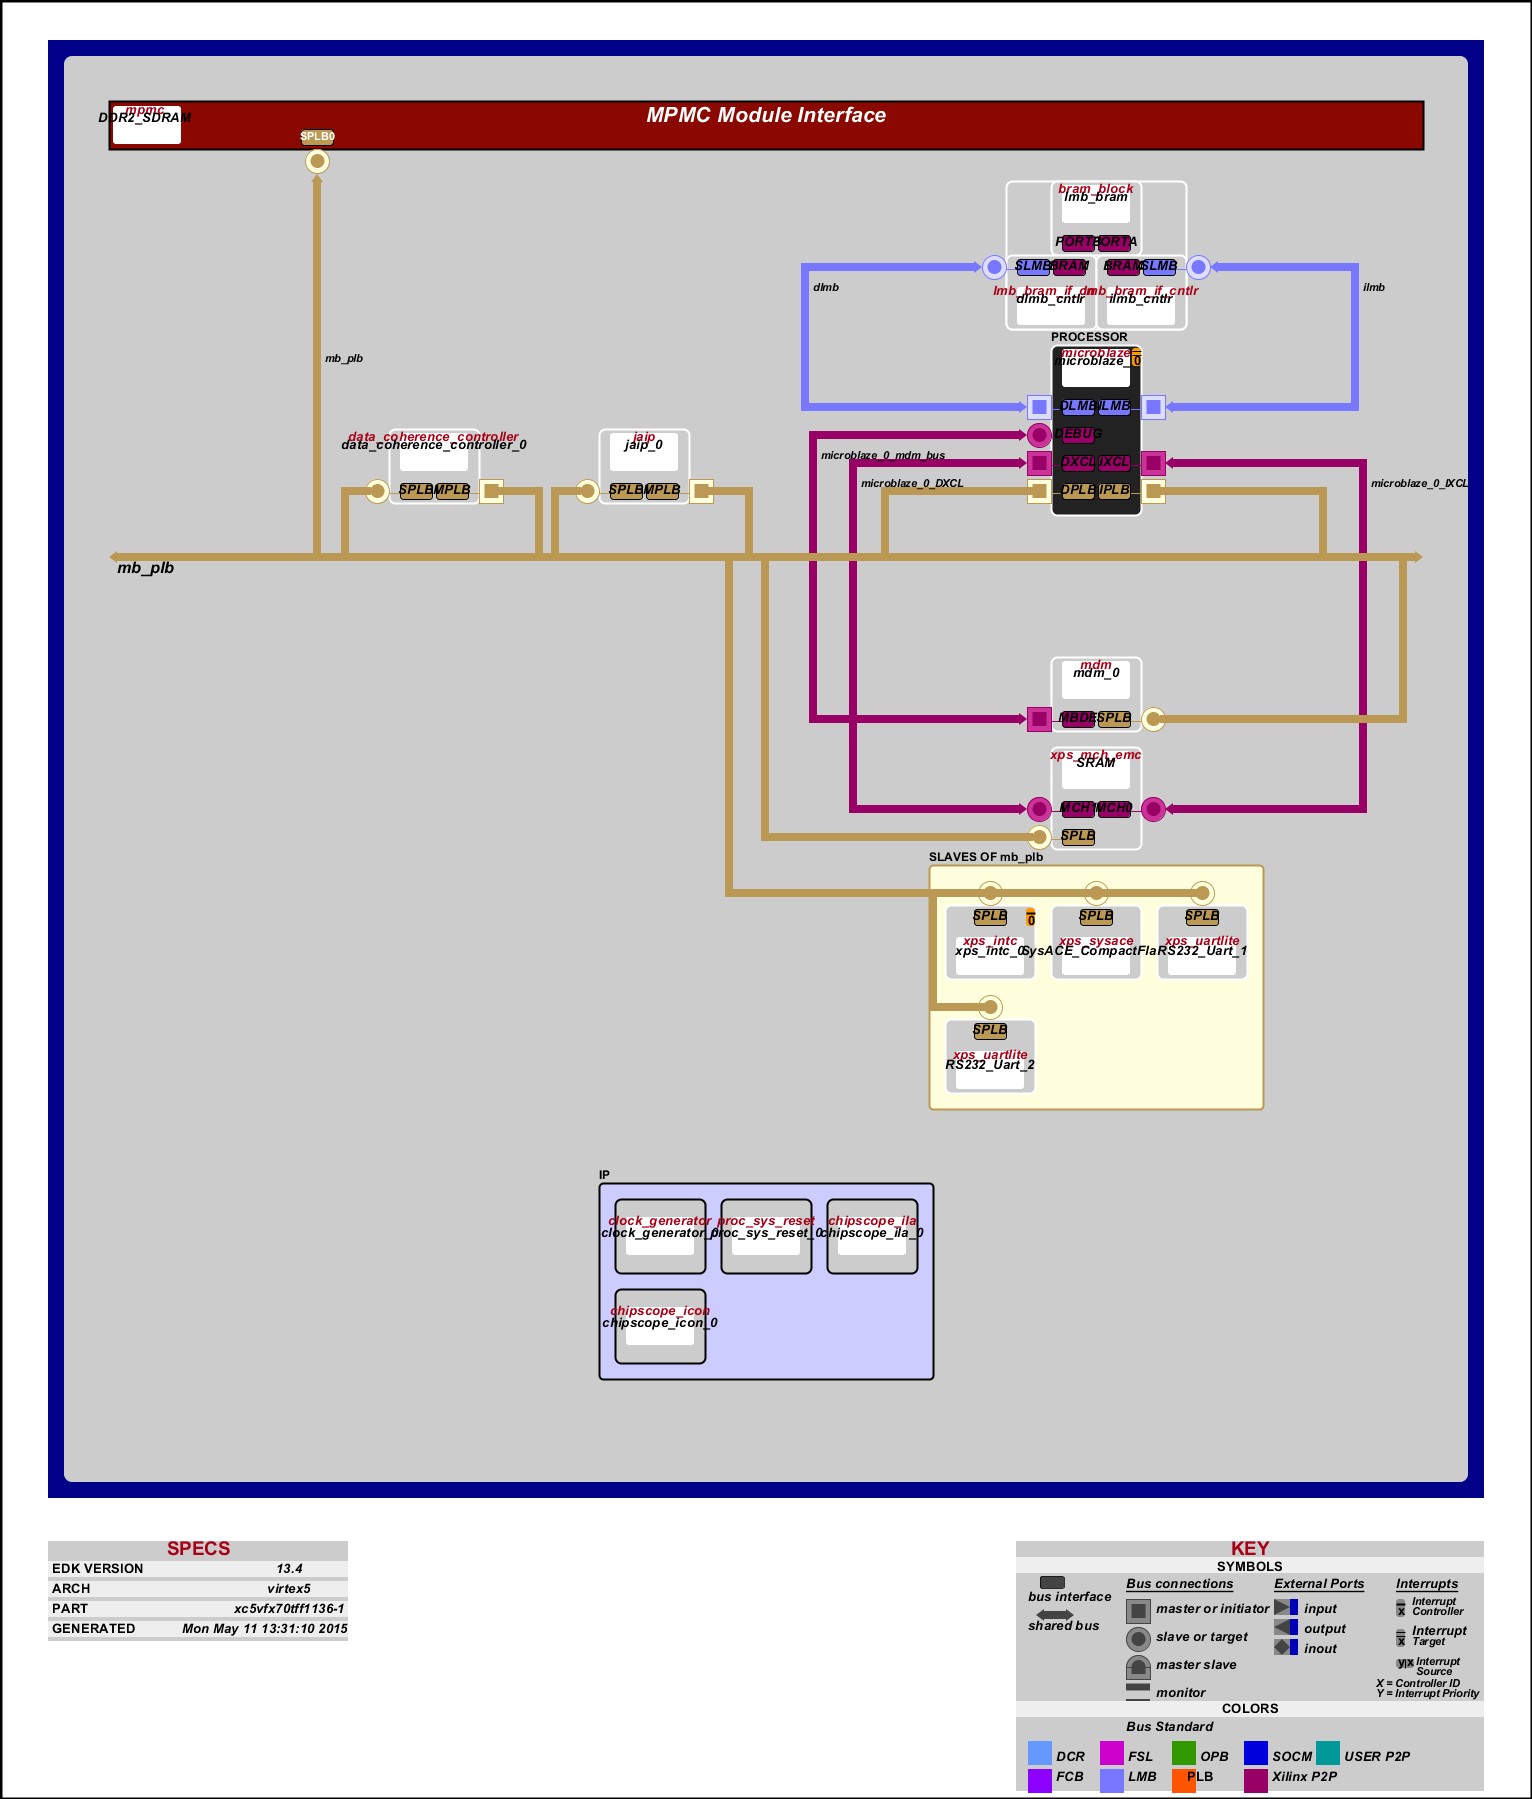 MPMC Module Interface
mpmc
DDR2_SDRAM
SPLB0
bram_block
lmb_bram
PORTB PORTA
SLMB BRAM BRAM SLMB
lmb_bram_if_cntlr lmb_bram_if_cntlr
dlmb_cntlr ilmb_cntlr
dlmb
ilmb
PROCESSOR
microblaze
microblaze_0
0
mb_plb
DLMB ILMB
DEBUG
DXCL IXCL
DPLB IPLB
data_coherence_controller
data_coherence_controller_0
SPLB MPLB
jaip
jaip_0
SPLB MPLB
microblaze_0_mdm_bus
microblaze_0_DXCL
microblaze_0_IXCL
mb_plb
mdm
mdm_0
SPLB
xps_mch_emc
SRAM
MCH0
SPLB
SLAVES OF mb_plb
SPLB 0 SPLB SPLB
xps_intc xps_sysace xps_uartlite
xps_intc_0 SysACE_CompactFla RS232_Uart_1
SPLB
xps_uartlite
RS232_Uart_2
IP
clock_generator proc_sys_reset chipscope_ila
clock_generator_0 proc_sys_reset_0 chipscope_ila_0
chipscope_icon
chipscope_icon_0
SPECS
EDK VERSION 13.4
ARCH virtex5
PART xc5vfx70tff1136-1
GENERATED Mon May 11 13:31:10 2015
KEY
SYMBOLS
bus interface
shared bus
Bus connections
master or initiator
slave or target
master slave
monitor
External Ports
input
output
inout
Interrupts
x Interrupt
Controller
x Interrupt
Target
y|x Interrupt
Source
X = Controller ID
Y = Interrupt Priority
COLORS
Bus Standard
DCR FSL OPB SOCM USER P2P
FCB LMB PLB Xilinx P2P